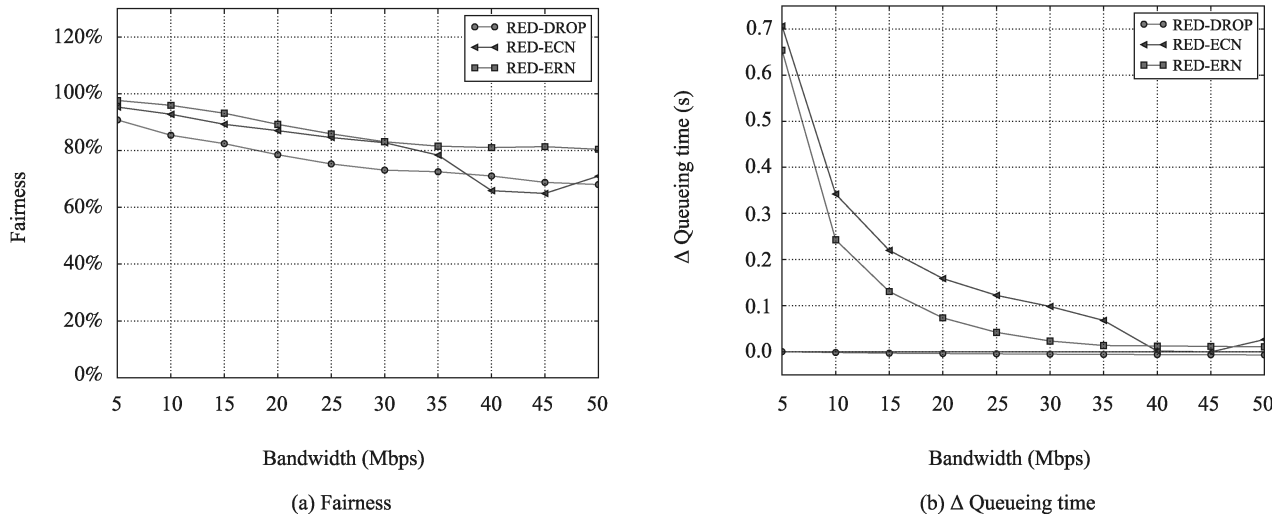 120%
100%
80%
60%
40%
20%
0%
Fairness
RED-DROP
RED-ECN
RED-ERN
5 10 15 20 25 30 35 40 45 50
Bandwidth (Mbps)
(a) Fairness
0.7
0.6
0.5
0.4
0.3
0.2
0.1
0.0
Δ Queueing time (s)
RED-DROP
RED-ECN
RED-ERN
5 10 15 20 25 30 35 40 45 50
Bandwidth (Mbps)
(b) Δ Queueing time